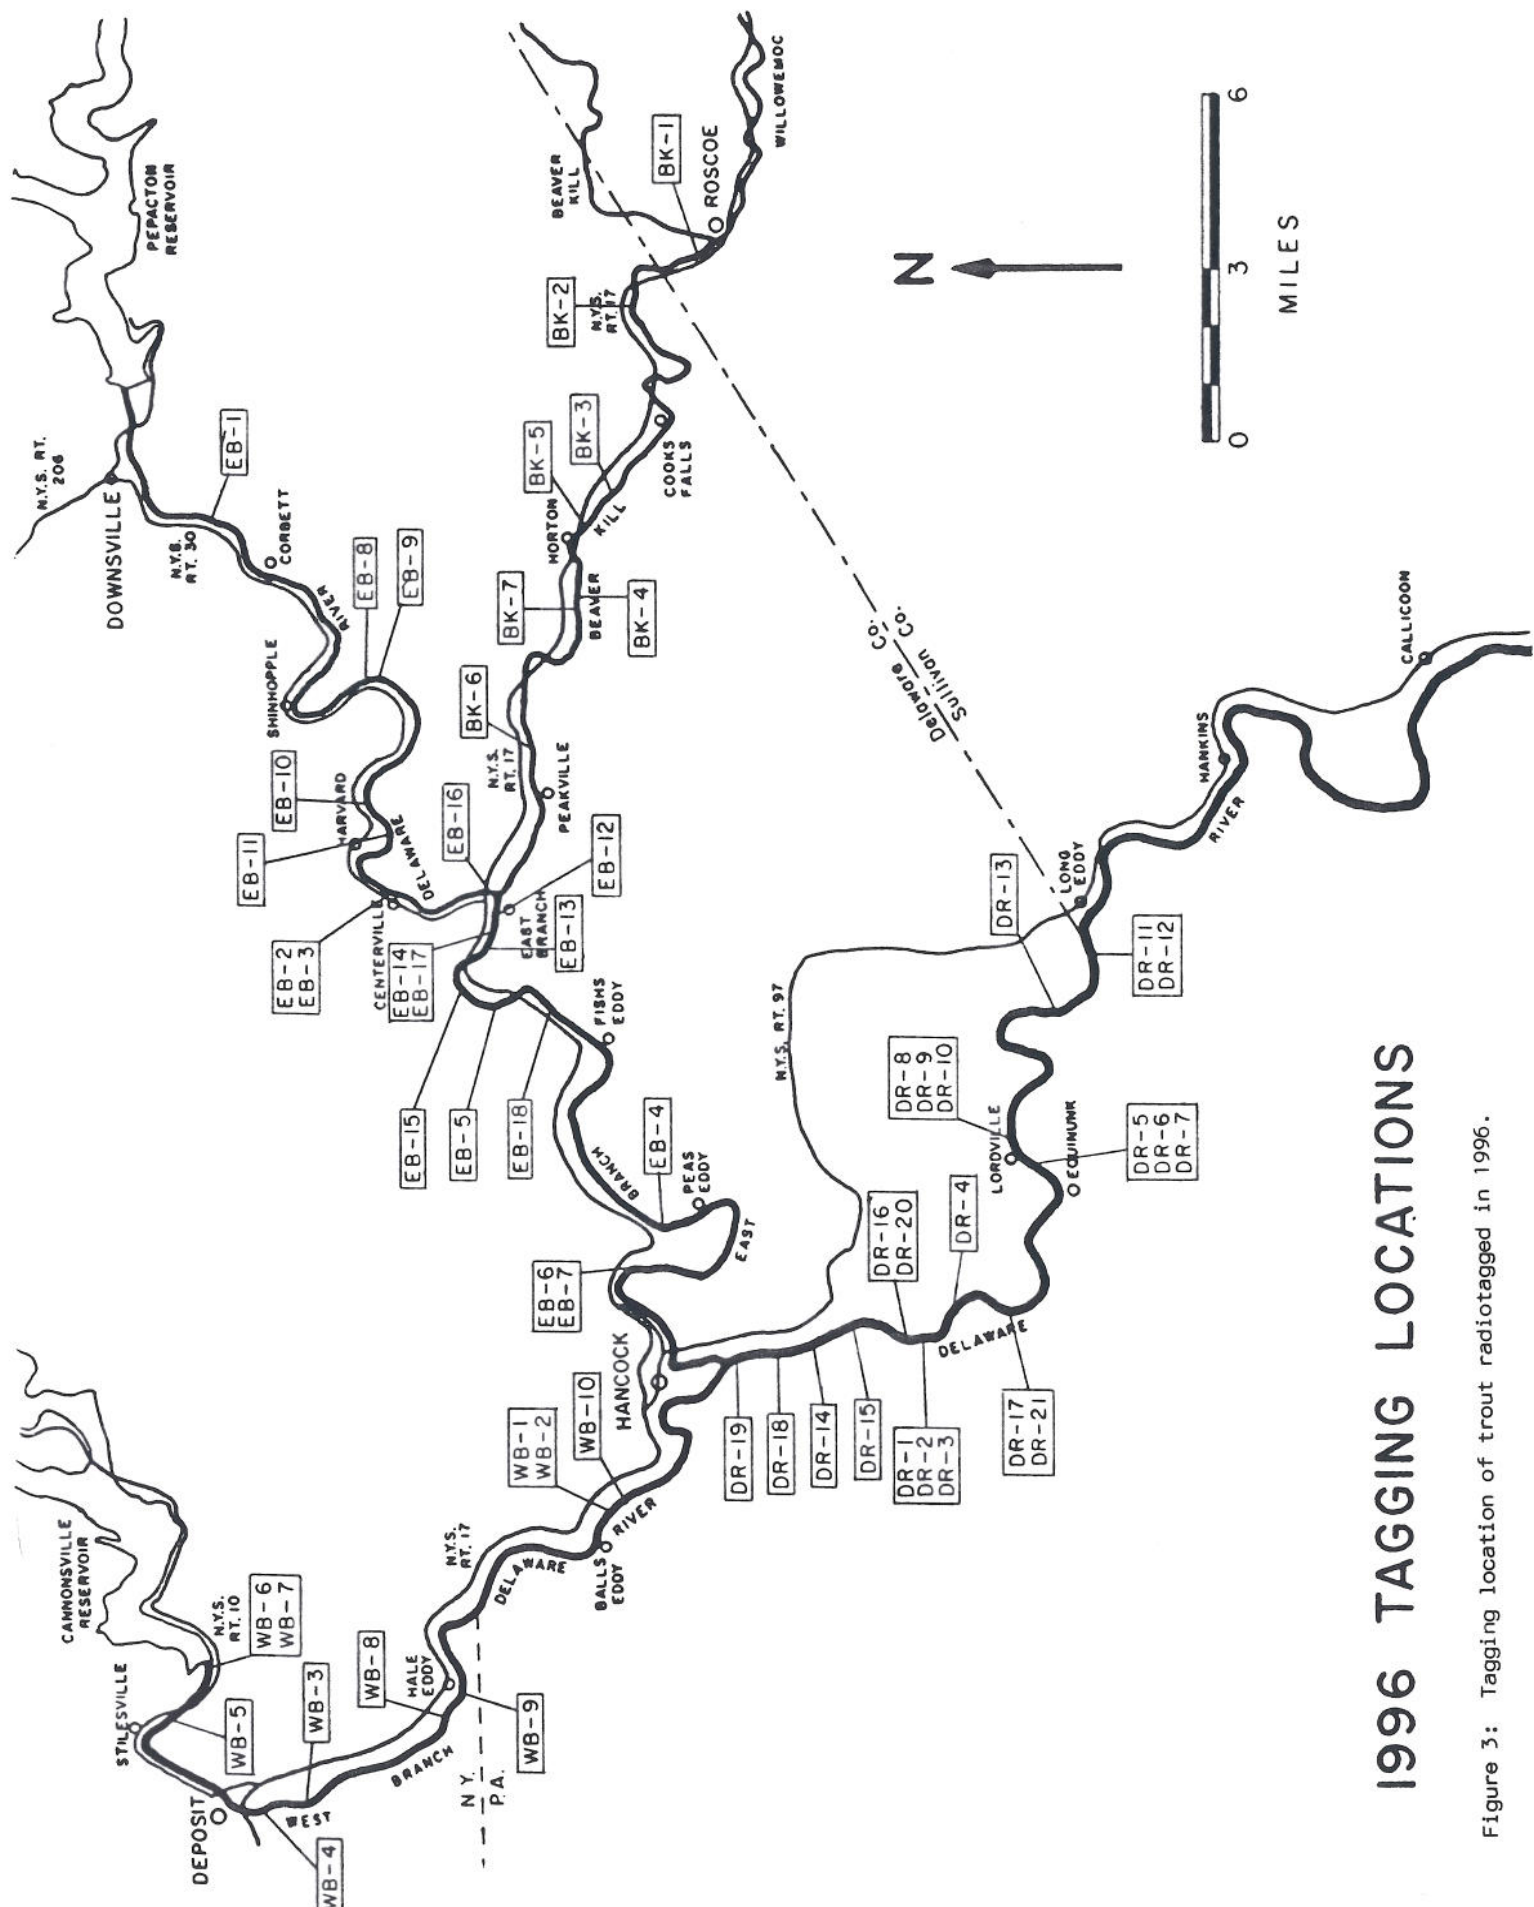 N.Y.S. RT.
206
PEPACTON
RESERVOIR
DOWNSVILLE
N.Y.S.
RT. 30
EB-1
CORBETT
RIVER
EB-8
EB-9
SHINHOPPLE
EB-10
HARVARD
EB-11
DELAWARE
EB-2
EB-3
CENTERVILLE
EB-14
EB-17
EB-16
EB-12
EAST
BRANCH
EB-13
EB-15
EB-5
EB-18
FISHS
EDDY
BRANCH
EB-4
PEAS
EDDY
EAST
EB-6
EB-7
HANCOCK
BEAVER
KILL
BK-1
ROSCOE
WILLOWEMOC
BK-2
N.Y.S.
RT. 17
BK-3
COOKS
FALLS
BK-5
HORTON
KILL
BK-7
BEAVER
BK-4
BK-6
N.Y.S.
RT. 17
PEAKVILLE
CANNONSVILLE
RESERVOIR
STILESVILLE
N.Y.S.
RT. 10
WB-6
WB-7
WB-5
DEPOSIT
WB-3
WB-4
WEST
BRANCH
WB-8
HALE
EDDY
WB-9
N.Y.
P.A.
N.Y.S.
RT. 17
DELAWARE
BALLS
EDDY
RIVER
WB-1
WB-2
WB-10
DR-19
DR-18
DR-14
DR-15
DR-1
DR-2
DR-3
DR-16
DR-20
DR-4
DELAWARE
DR-17
DR-21
N.Y.S. RT. 97
LORDVILLE
EQUINUNK
DR-8
DR-9
DR-10
DR-5
DR-6
DR-7
DR-13
DR-11
DR-12
LONG
EDDY
Delaware Co.
Sullivan Co.
HANKINS
RIVER
CALLICOON
N
0 3 6
MILES
1996 TAGGING LOCATIONS
Figure 3: Tagging location of trout radiotagged in 1996.